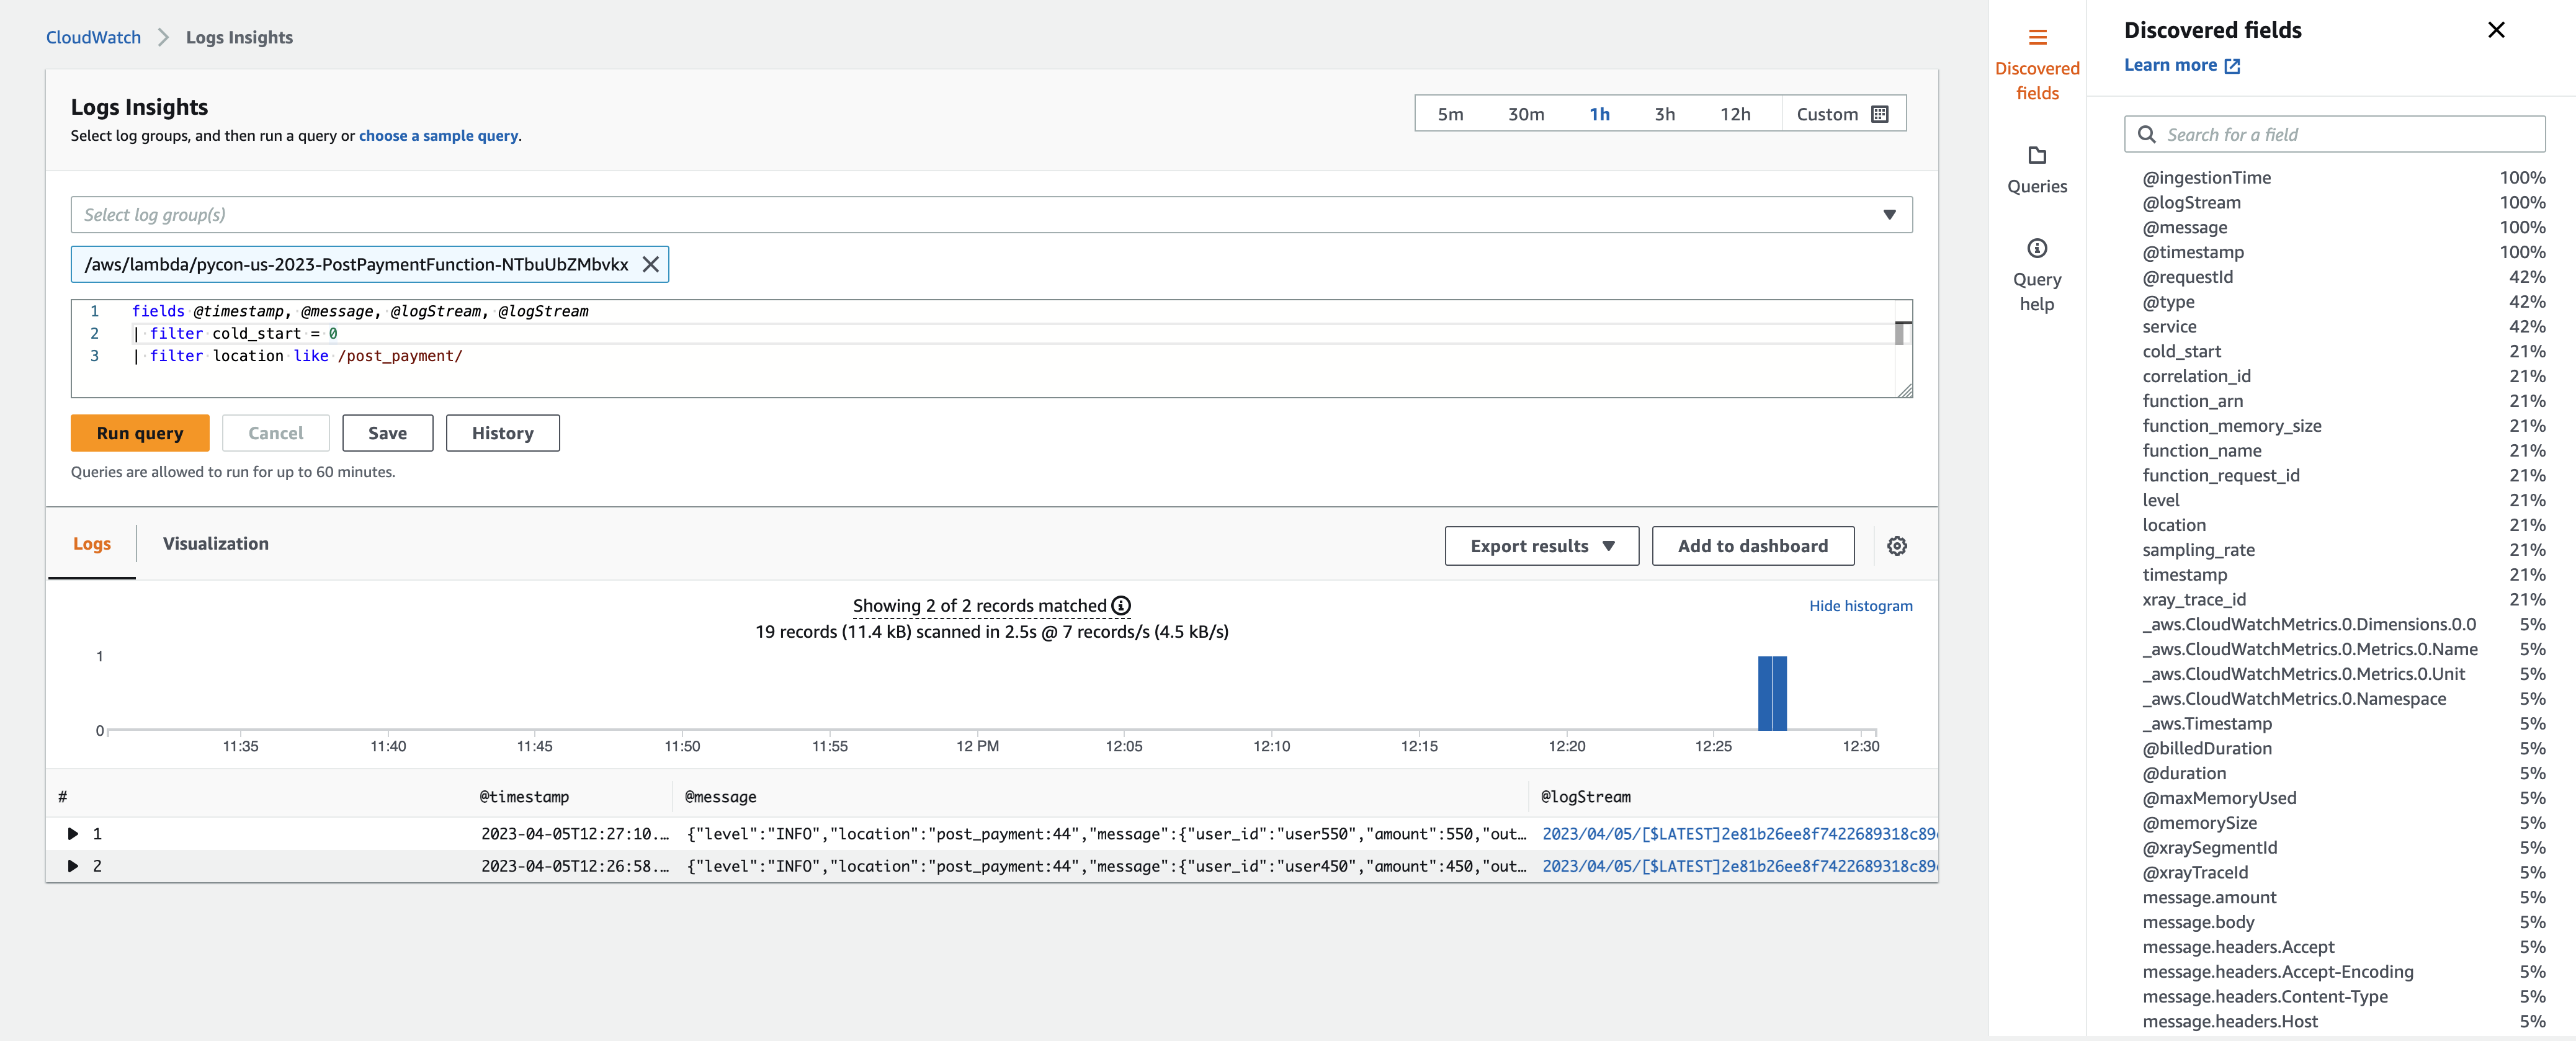 CloudWatch > Logs Insights
Logs Insights
Select log groups, and then run a query or choose a sample query.
5m 30m 1h 3h 12h Custom
Select log group(s)
/aws/lambda/pycon-us-2023-PostPaymentFunction-NTbuUbZMbvkx
1 fields @timestamp, @message, @logStream, @logStream
2 | filter cold_start = 0
3 | filter location like /post_payment/
Run query Cancel Save History
Queries are allowed to run for up to 60 minutes.
Logs Visualization
Export results Add to dashboard
Showing 2 of 2 records matched
Hide histogram
19 records (11.4 kB) scanned in 2.5s @ 7 records/s (4.5 kB/s)
1
0
11:35 11:40 11:45 11:50 11:55 12 PM 12:05 12:10 12:15 12:20 12:25 12:30
# @timestamp @message @logStream
1 2023-04-05T12:27:10.… {"level":"INFO","location":"post_payment:44","message":{"user_id":"user550","amount":550,"out… 2023/04/05/[$LATEST]2e81b26ee8f7422689318c89
2 2023-04-05T12:26:58.… {"level":"INFO","location":"post_payment:44","message":{"user_id":"user450","amount":450,"out… 2023/04/05/[$LATEST]2e81b26ee8f7422689318c89
Discovered
fields
Queries
Query
help
Discovered fields
Learn more
Search for a field
@ingestionTime 100%
@logStream 100%
@message 100%
@timestamp 100%
@requestId 42%
@type 42%
service 42%
cold_start 21%
correlation_id 21%
function_arn 21%
function_memory_size 21%
function_name 21%
function_request_id 21%
level 21%
location 21%
sampling_rate 21%
timestamp 21%
xray_trace_id 21%
_aws.CloudWatchMetrics.0.Dimensions.0.0 5%
_aws.CloudWatchMetrics.0.Metrics.0.Name 5%
_aws.CloudWatchMetrics.0.Metrics.0.Unit 5%
_aws.CloudWatchMetrics.0.Namespace 5%
_aws.Timestamp 5%
@billedDuration 5%
@duration 5%
@maxMemoryUsed 5%
@memorySize 5%
@xraySegmentId 5%
@xrayTraceId 5%
message.amount 5%
message.body 5%
message.headers.Accept 5%
message.headers.Accept-Encoding 5%
message.headers.Content-Type 5%
message.headers.Host 5%